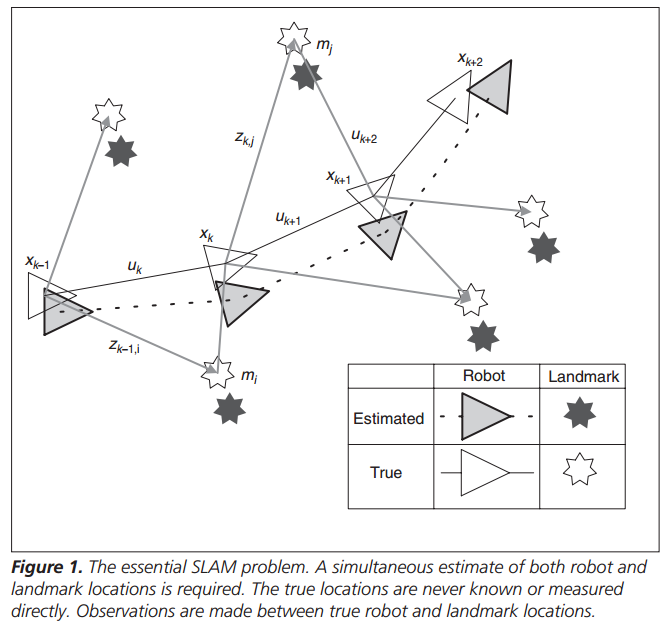 m_j
x_{k+2}
z_{k,j}
u_{k+2}
x_{k+1}
u_{k+1}
x_k
x_{k–1}
u_k
z_{k–1,i}
m_i
Robot Landmark
Estimated
True
Figure 1. The essential SLAM problem. A simultaneous estimate of both robot and
landmark locations is required. The true locations are never known or measured
directly. Observations are made between true robot and landmark locations.